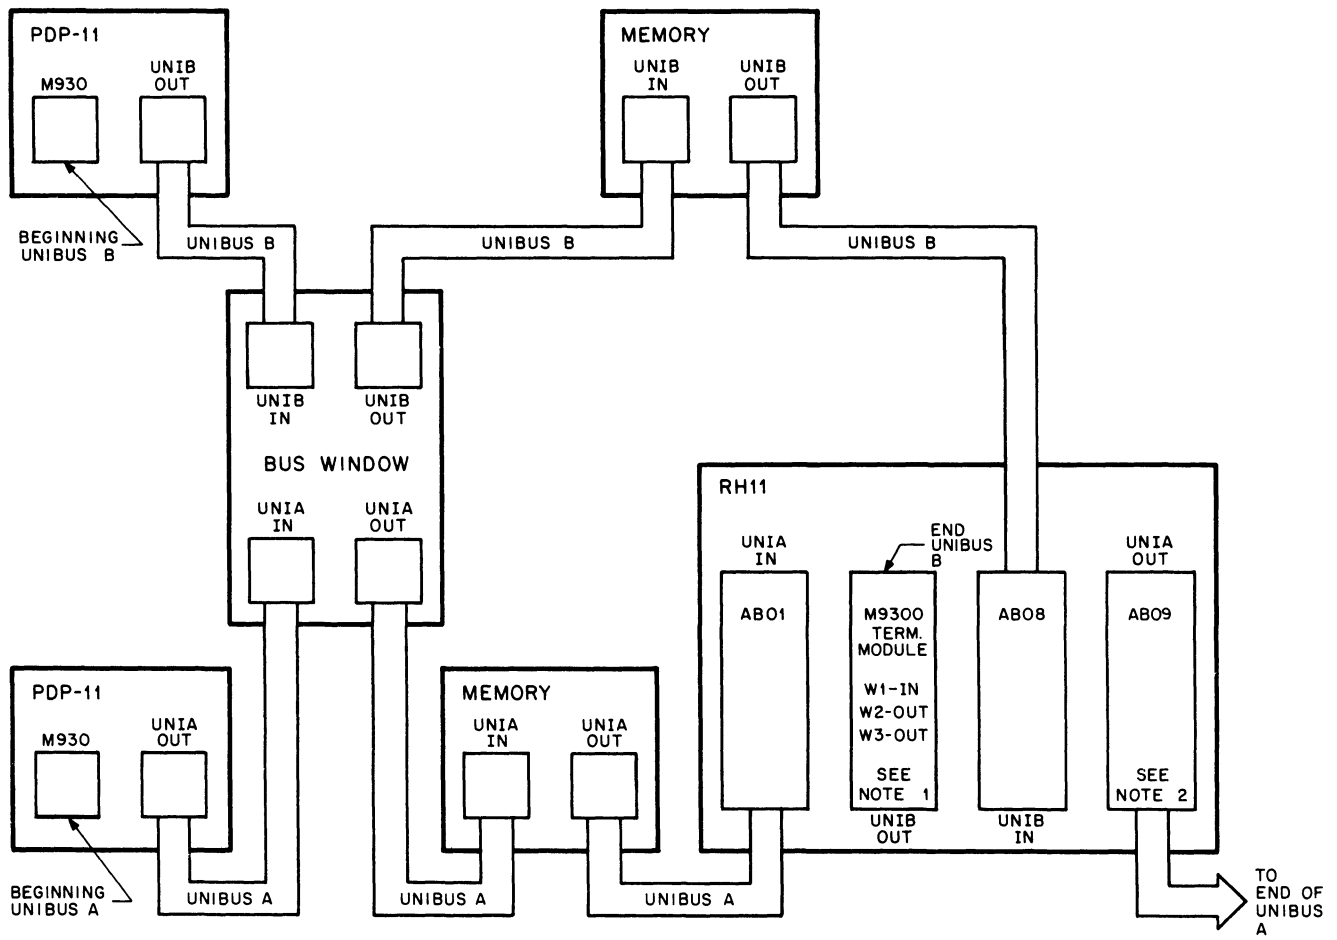 PDP-11
M930
UNIB
OUT
BEGINNING
UNIBUS B
UNIBUS B
MEMORY
UNIB
IN
UNIB
OUT
UNIBUS B
UNIBUS B
UNIB
IN
UNIB
OUT
BUS WINDOW
UNIA
IN
UNIA
OUT
RH11
UNIA
IN
END
UNIBUS
B
UNIA
OUT
AB01
M9300
TERM.
MODULE
W1-IN
W2-OUT
W3-OUT
SEE
NOTE 1
UNIB
OUT
AB08
UNIB
IN
AB09
SEE
NOTE 2
PDP-11
M930
UNIA
OUT
BEGINNING
UNIBUS A
UNIBUS A
MEMORY
UNIA
IN
UNIA
OUT
UNIBUS A
UNIBUS A
TO
END OF
UNIBUS
A